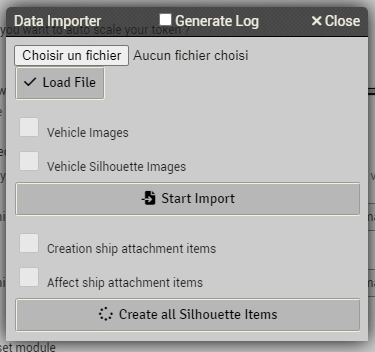 Data Importer Generate Log Close
you want to auto scale your token ?
Choisir un fichier Aucun fichier choisi
Load File
Vehicle Images
Vehicle Silhouette Images
Start Import
Creation ship attachment items
Affect ship attachment items
Create all Silhouette Items
set module